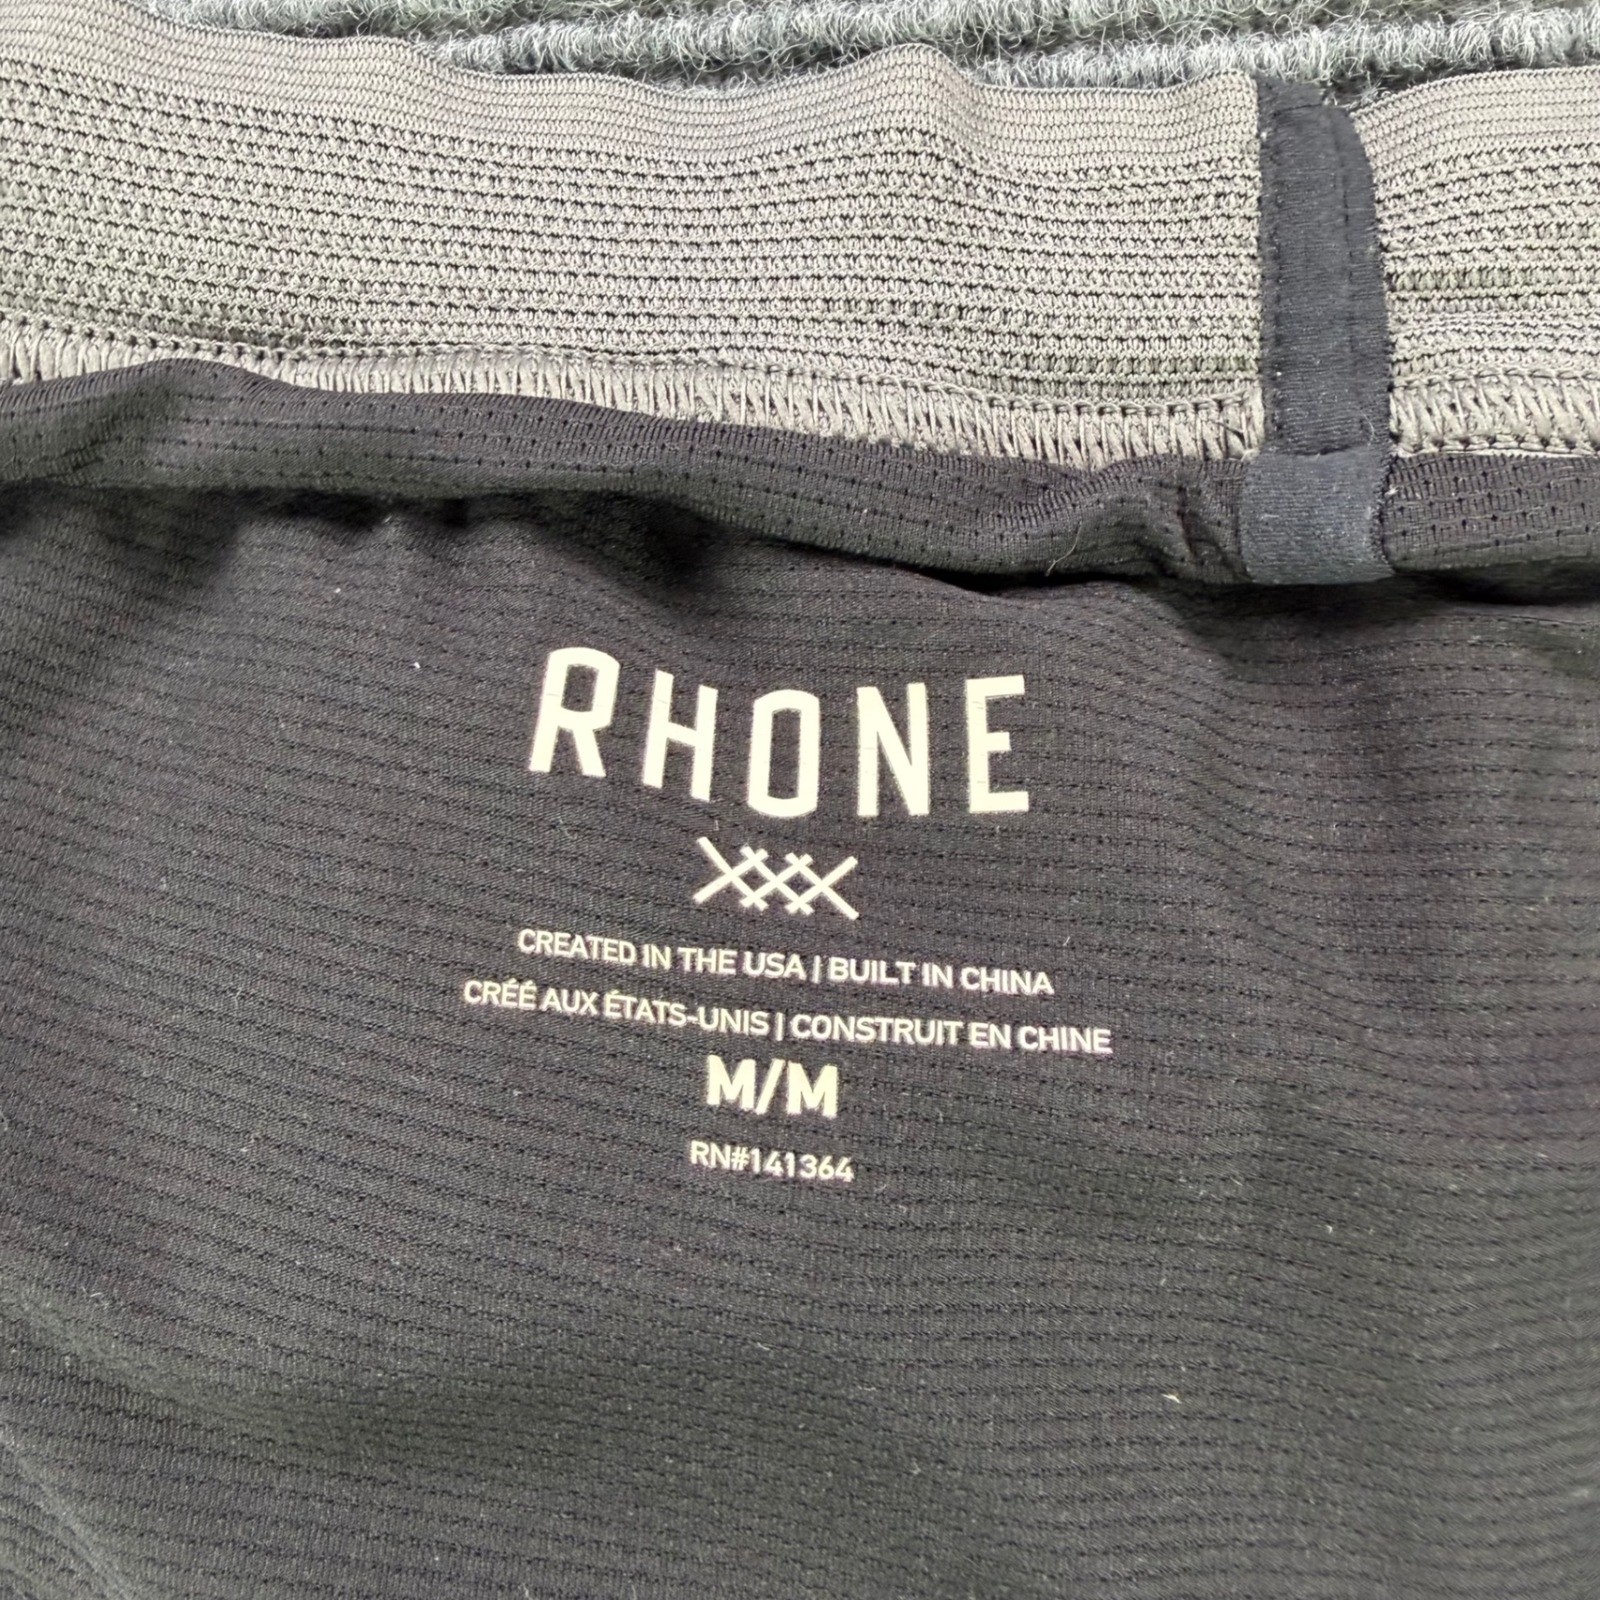 RHONE
CREATED IN THE USA | BUILT IN CHINA
CRÉÉ AUX ÉTATS-UNIS | CONSTRUIT EN CHINE
M/M
RN#141364